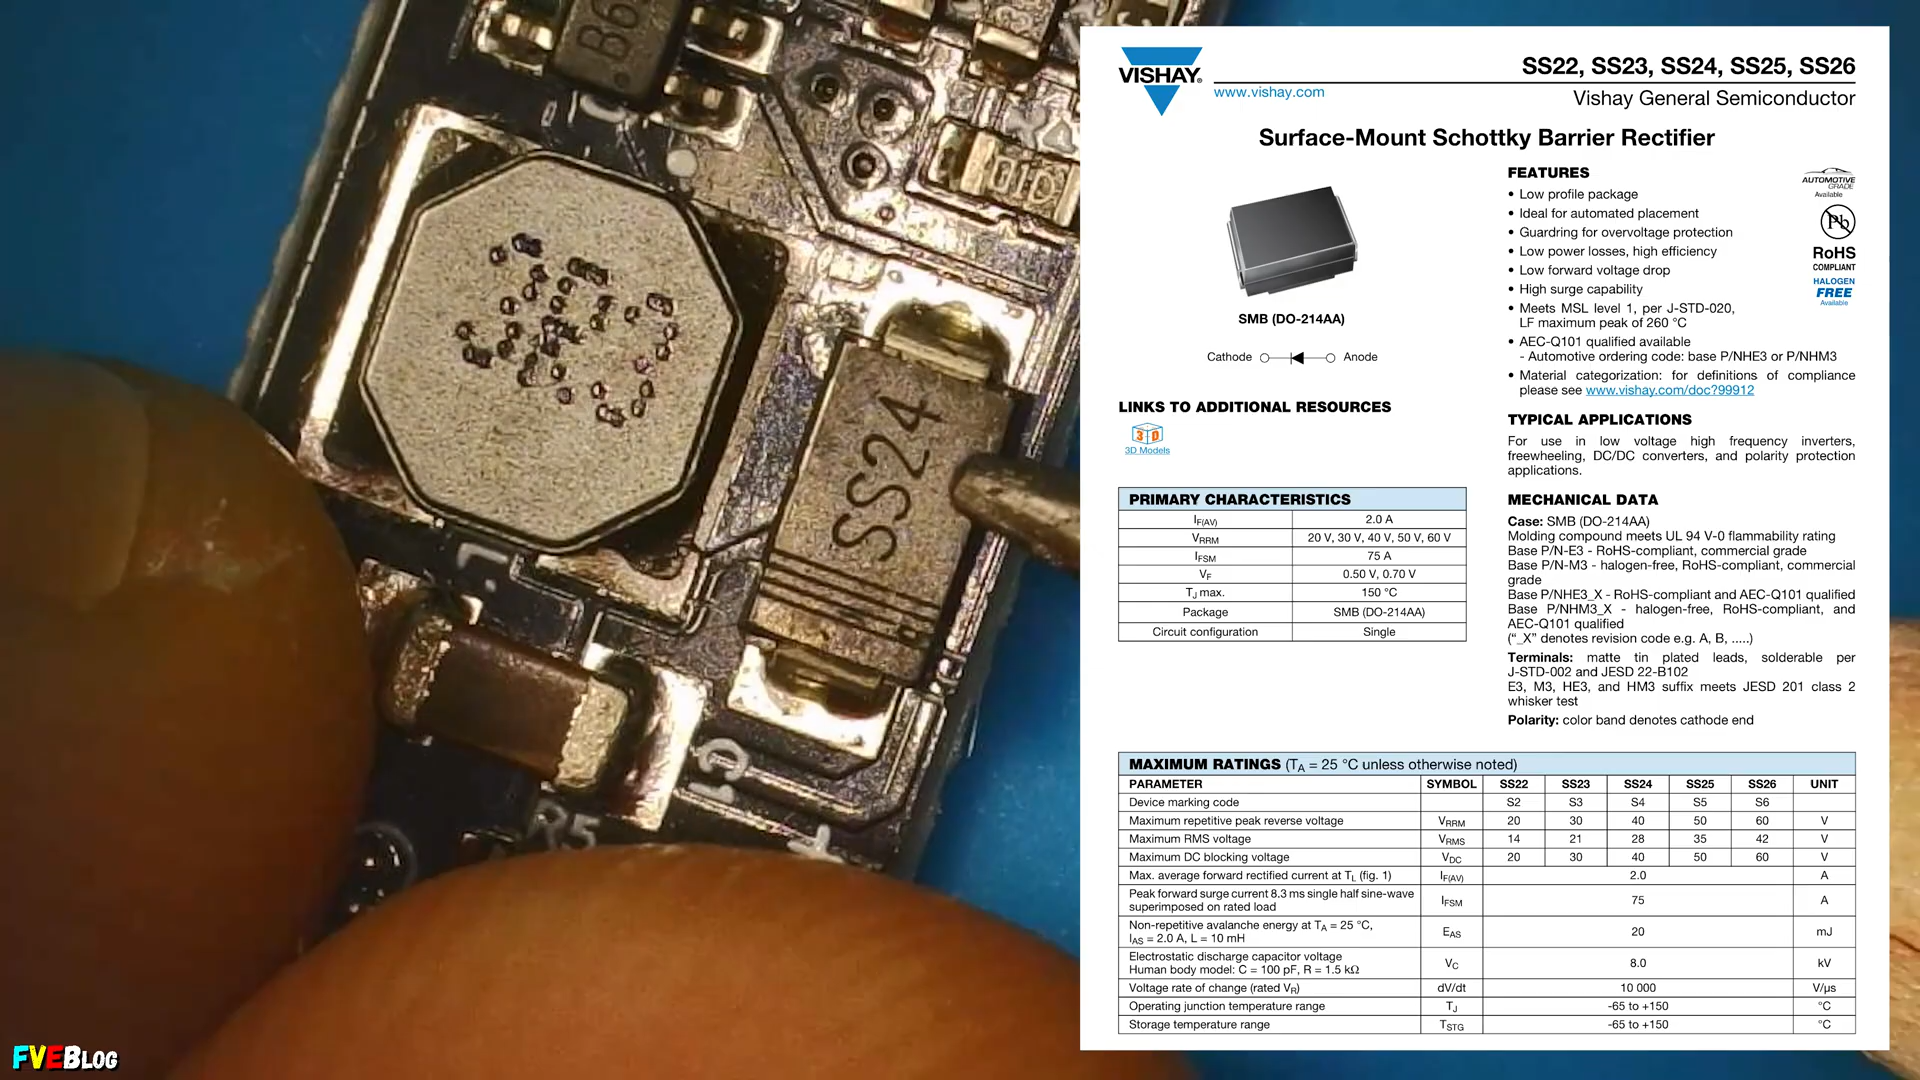 .B6
01D
SS24
C1
R5
+
L
FVEBLOG
VISHAY®
www.vishay.com
SS22, SS23, SS24, SS25, SS26
Vishay General Semiconductor
Surface-Mount Schottky Barrier Rectifier
SMB (DO-214AA)
Cathode
Anode
LINKS TO ADDITIONAL RESOURCES
3D
3D Models
PRIMARY CHARACTERISTICS
IF(AV) 2.0 A
VRRM 20 V, 30 V, 40 V, 50 V, 60 V
IFSM 75 A
VF 0.50 V, 0.70 V
TJ max. 150 °C
Package SMB (DO-214AA)
Circuit configuration Single
FEATURES
• Low profile package
• Ideal for automated placement
• Guardring for overvoltage protection
• Low power losses, high efficiency
• Low forward voltage drop
• High surge capability
• Meets MSL level 1, per J-STD-020,
LF maximum peak of 260 °C
• AEC-Q101 qualified available
- Automotive ordering code: base P/NHE3 or P/NHM3
• Material categorization: for definitions of compliance
please see www.vishay.com/doc?99912
AUTOMOTIVE
GRADE
Available
Pb
RoHS
COMPLIANT
HALOGEN
FREE
Available
TYPICAL APPLICATIONS
For use in low voltage high frequency inverters,
freewheeling, DC/DC converters, and polarity protection
applications.
MECHANICAL DATA
Case: SMB (DO-214AA)
Molding compound meets UL 94 V-0 flammability rating
Base P/N-E3 - RoHS-compliant, commercial grade
Base P/N-M3 - halogen-free, RoHS-compliant, commercial
grade
Base P/NHE3_X - RoHS-compliant and AEC-Q101 qualified
Base P/NHM3_X - halogen-free, RoHS-compliant, and
AEC-Q101 qualified
(“_X” denotes revision code e.g. A, B, .....)
Terminals: matte tin plated leads, solderable per
J-STD-002 and JESD 22-B102
E3, M3, HE3, and HM3 suffix meets JESD 201 class 2
whisker test
Polarity: color band denotes cathode end
MAXIMUM RATINGS (TA = 25 °C unless otherwise noted)
PARAMETER SYMBOL SS22 SS23 SS24 SS25 SS26 UNIT
Device marking code S2 S3 S4 S5 S6
Maximum repetitive peak reverse voltage VRRM 20 30 40 50 60 V
Maximum RMS voltage VRMS 14 21 28 35 42 V
Maximum DC blocking voltage VDC 20 30 40 50 60 V
Max. average forward rectified current at TL (fig. 1) IF(AV) 2.0 A
Peak forward surge current 8.3 ms single half sine-wave
superimposed on rated load IFSM 75 A
Non-repetitive avalanche energy at TA = 25 °C,
IAS = 2.0 A, L = 10 mH EAS 20 mJ
Electrostatic discharge capacitor voltage
Human body model: C = 100 pF, R = 1.5 kΩ VC 8.0 kV
Voltage rate of change (rated VR) dV/dt 10 000 V/μs
Operating junction temperature range TJ -65 to +150 °C
Storage temperature range TSTG -65 to +150 °C